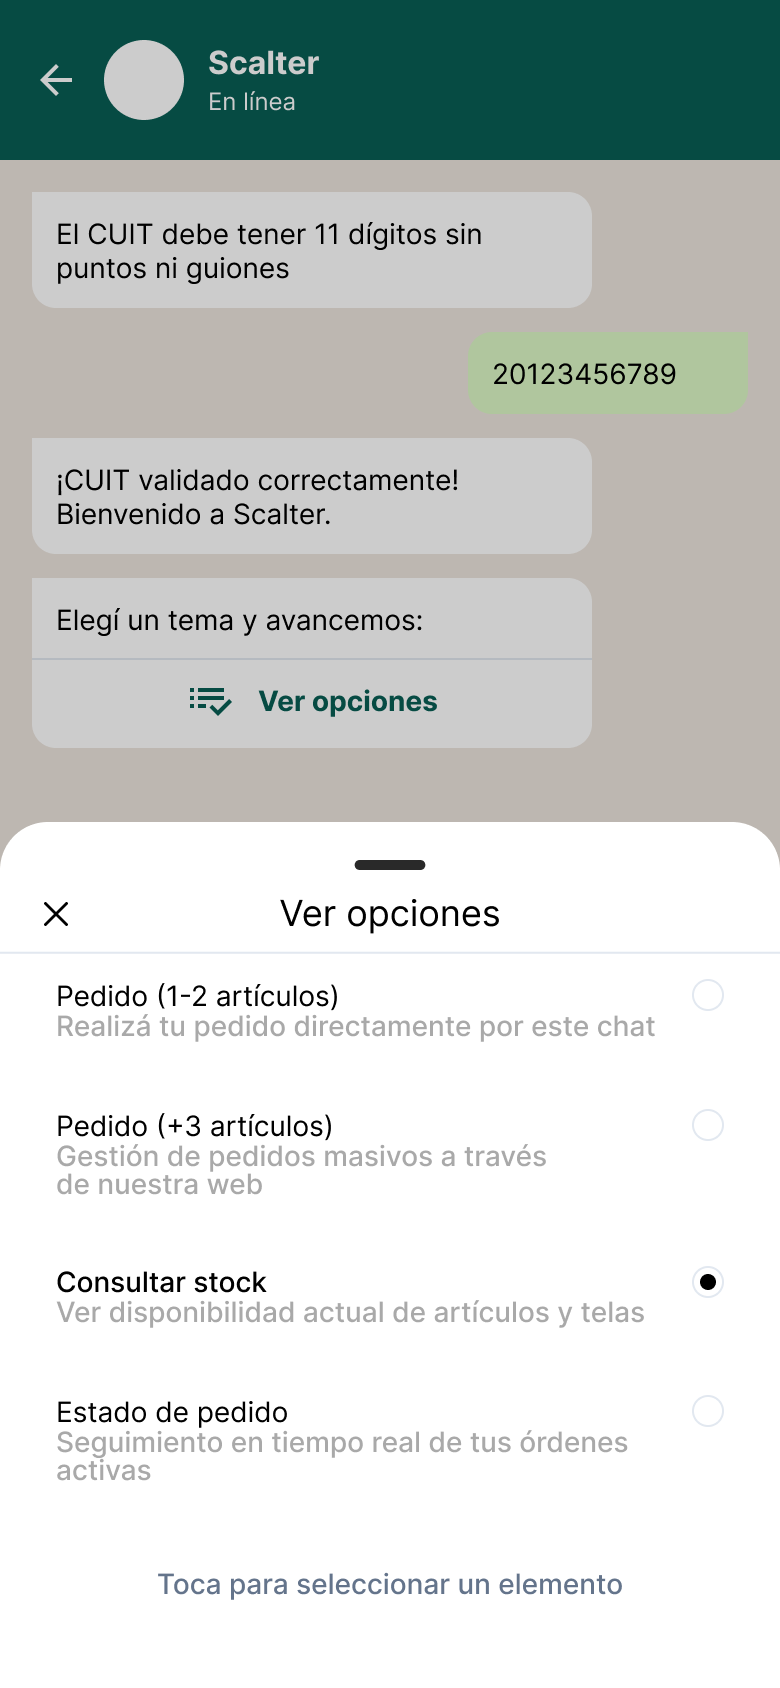 Scalter
En línea
El CUIT debe tener 11 dígitos sin
puntos ni guiones
20123456789
¡CUIT validado correctamente!
Bienvenido a Scalter.
Elegí un tema y avancemos:
Ver opciones
Ver opciones
Pedido (1-2 artículos)
Realizá tu pedido directamente por este chat
Pedido (+3 artículos)
Gestión de pedidos masivos a través
de nuestra web
Consultar stock
Ver disponibilidad actual de artículos y telas
Estado de pedido
Seguimiento en tiempo real de tus órdenes
activas
Toca para seleccionar un elemento